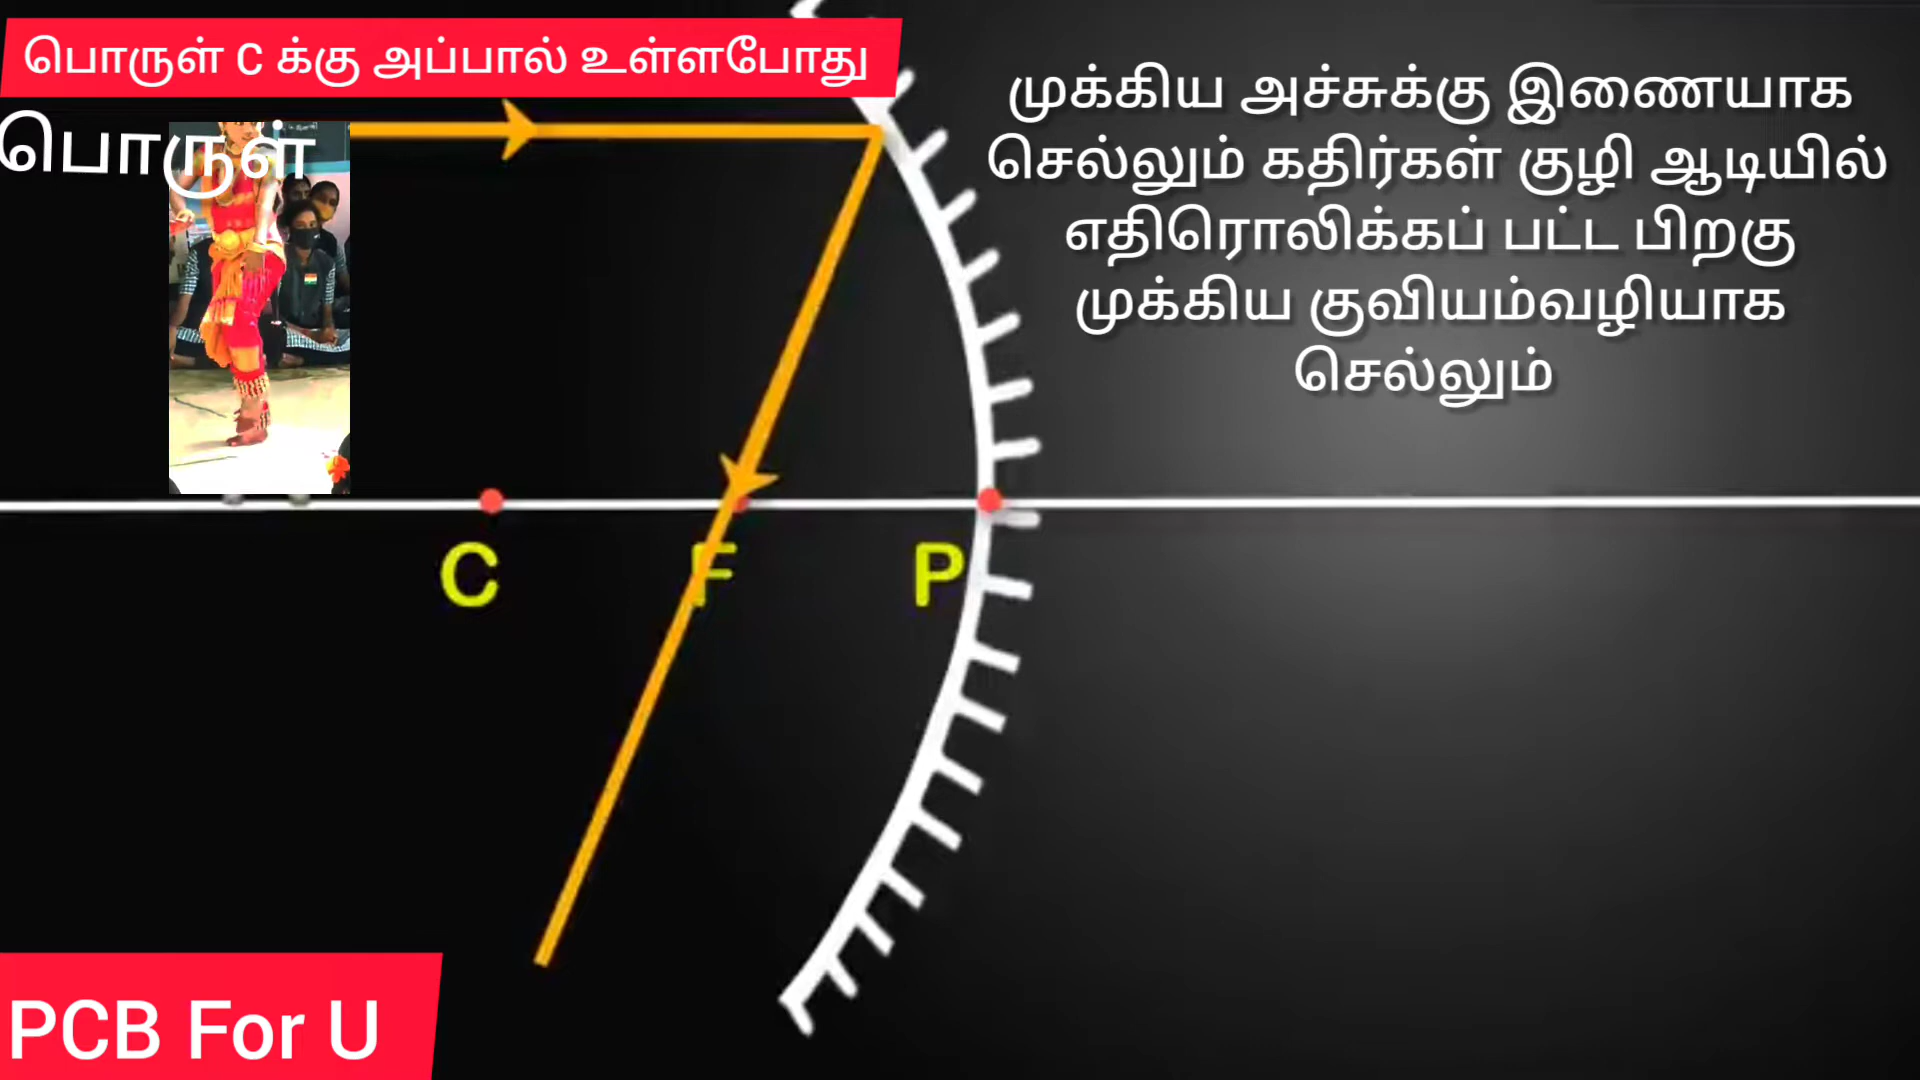 பொருள் C க்கு அப்பால் உள்ளபோது
பொருள்
முக்கிய அச்சுக்கு இணையாக
செல்லும் கதிர்கள் குழி ஆடியில்
எதிரொலிக்கப் பட்ட பிறகு
முக்கிய குவியம்வழியாக
செல்லும்
C F P
PCB For U